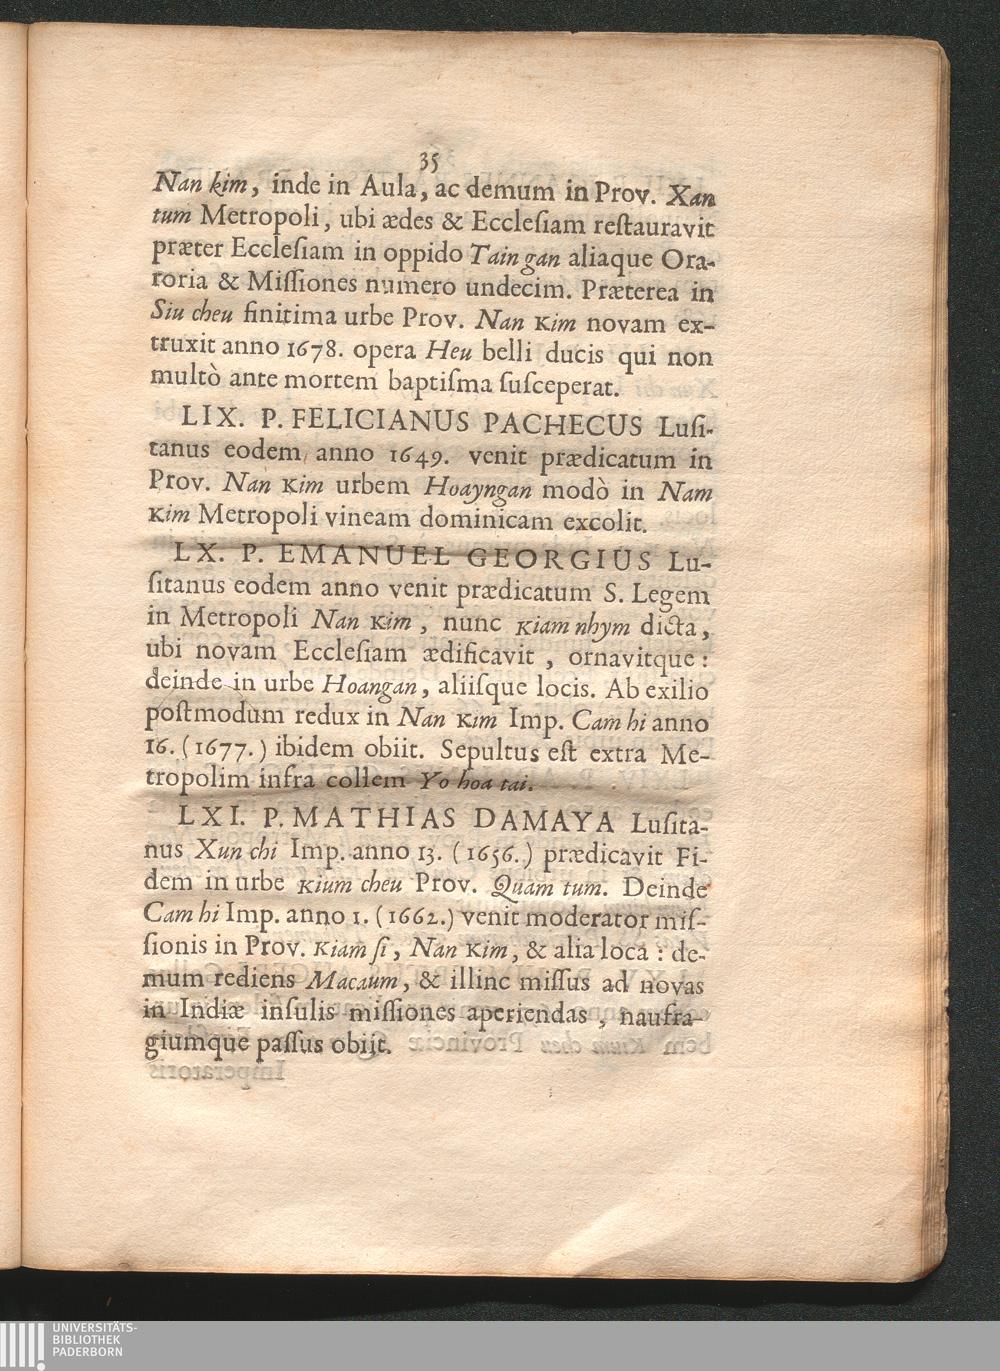 35
Nan kim, inde in Aula, ac demum in Prov. Xan
tum Metropoli, ubi ædes & Ecclesiam restauravit
præter Ecclesiam in oppido Tain gan aliaque Ora-
toria & Missiones numero undecim. Præterea in
Siu cheu finitima urbe Prov. Nan Kim novam ex-
truxit anno 1678. opera Heu belli ducis qui non
multò ante mortem baptisma susceperat.
LIX. P. FELICIANUS PACHECUS Lusi-
tanus eodem anno 1649. venit prædicatum in
Prov. Nan Kim urbem Hoayngan modò in Nam
Kim Metropoli vineam dominicam excolit.
LX. P. EMANUEL GEORGIUS Lu-
sitanus eodem anno venit prædicatum S. Legem
in Metropoli Nan Kim, nunc Kiam nhym dicta,
ubi novam Ecclesiam ædificavit, ornavitque:
deinde in urbe Hoangan, aliisque locis. Ab exilio
postmodum redux in Nan Kim Imp. Cam hi anno
16. (1677.) ibidem obiit. Sepultus est extra Me-
tropolim infra collem Yo hoa tai.
LXI. P. MATHIAS DAMAYA Lusita-
nus Xun chi Imp. anno 13. (1656.) prædicavit Fi-
dem in urbe Kium cheu Prov. Quam tum. Deinde
Cam hi Imp. anno 1. (1662.) venit moderator mis-
sionis in Prov. Kiam si, Nan Kim, & alia loca: de-
mum rediens Macaum, & illinc missus ad novas
in Indiæ insulis missiones aperiendas, naufra-
giumque passus obiit.
UNIVERSITÄTS-
BIBLIOTHEK
PADERBORN